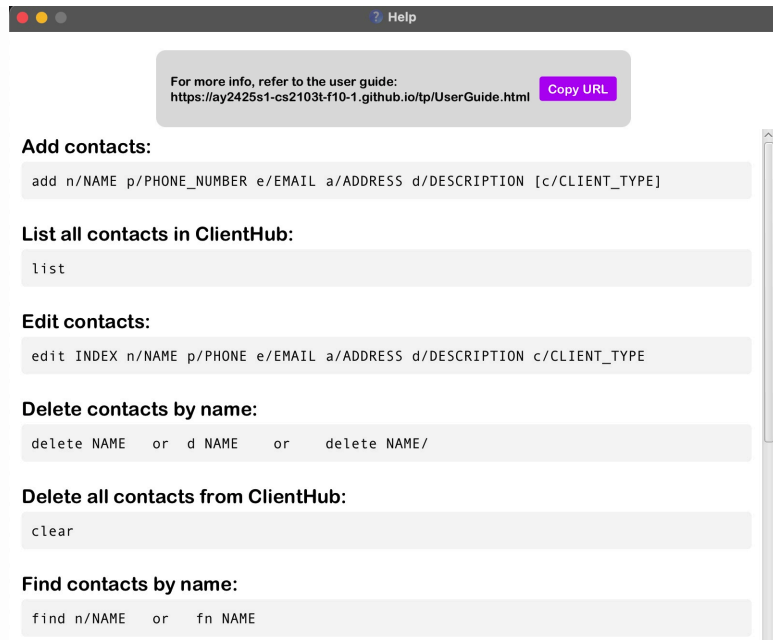 Help
For more info, refer to the user guide:
https://ay2425s1-cs2103t-f10-1.github.io/tp/UserGuide.html
Copy URL
Add contacts:
add n/NAME p/PHONE_NUMBER e/EMAIL a/ADDRESS d/DESCRIPTION [c/CLIENT_TYPE]
List all contacts in ClientHub:
list
Edit contacts:
edit INDEX n/NAME p/PHONE e/EMAIL a/ADDRESS d/DESCRIPTION c/CLIENT_TYPE
Delete contacts by name:
delete NAME   or  d NAME    or    delete NAME/
Delete all contacts from ClientHub:
clear
Find contacts by name:
find n/NAME   or   fn NAME